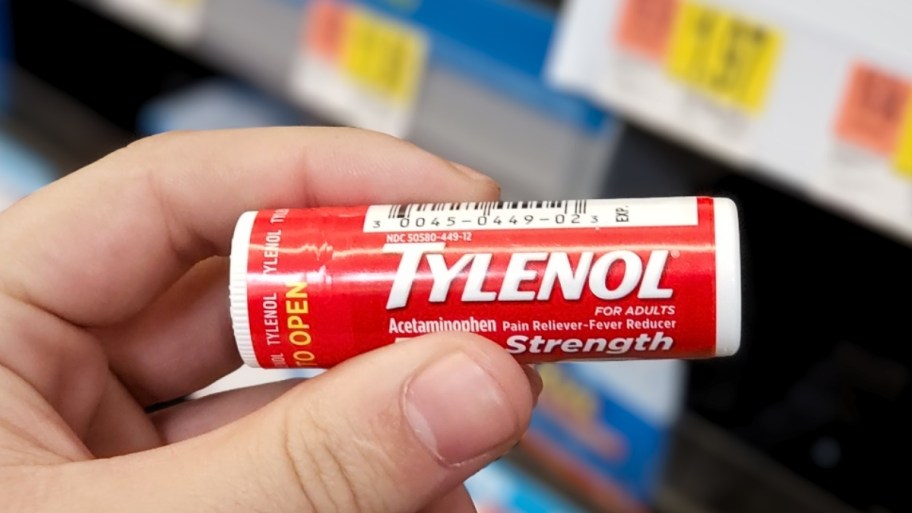 3 0045-0449-02 3
EXP.
NDC 50580-449-12
TYLENOL
FOR ADULTS
Acetaminophen Pain Reliever-Fever Reducer
Strength
TO OPEN
TYLENOL TYLENOL